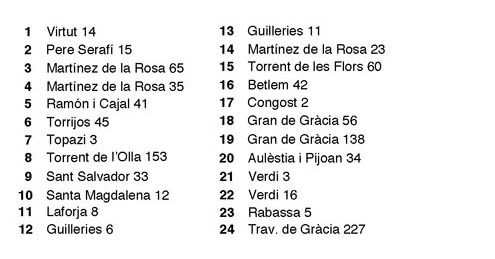 1 Virtut 14
2 Pere Serafí 15
3 Martínez de la Rosa 65
4 Martínez de la Rosa 35
5 Ramón i Cajal 41
6 Torrijos 45
7 Topazi 3
8 Torrent de l'Olla 153
9 Sant Salvador 33
10 Santa Magdalena 12
11 Laforja 8
12 Guilleries 6
13 Guilleries 11
14 Martínez de la Rosa 23
15 Torrent de les Flors 60
16 Betlem 42
17 Congost 2
18 Gran de Gràcia 56
19 Gran de Gràcia 138
20 Aulèstia i Pijoan 34
21 Verdi 3
22 Verdi 16
23 Rabassa 5
24 Trav. de Gràcia 227